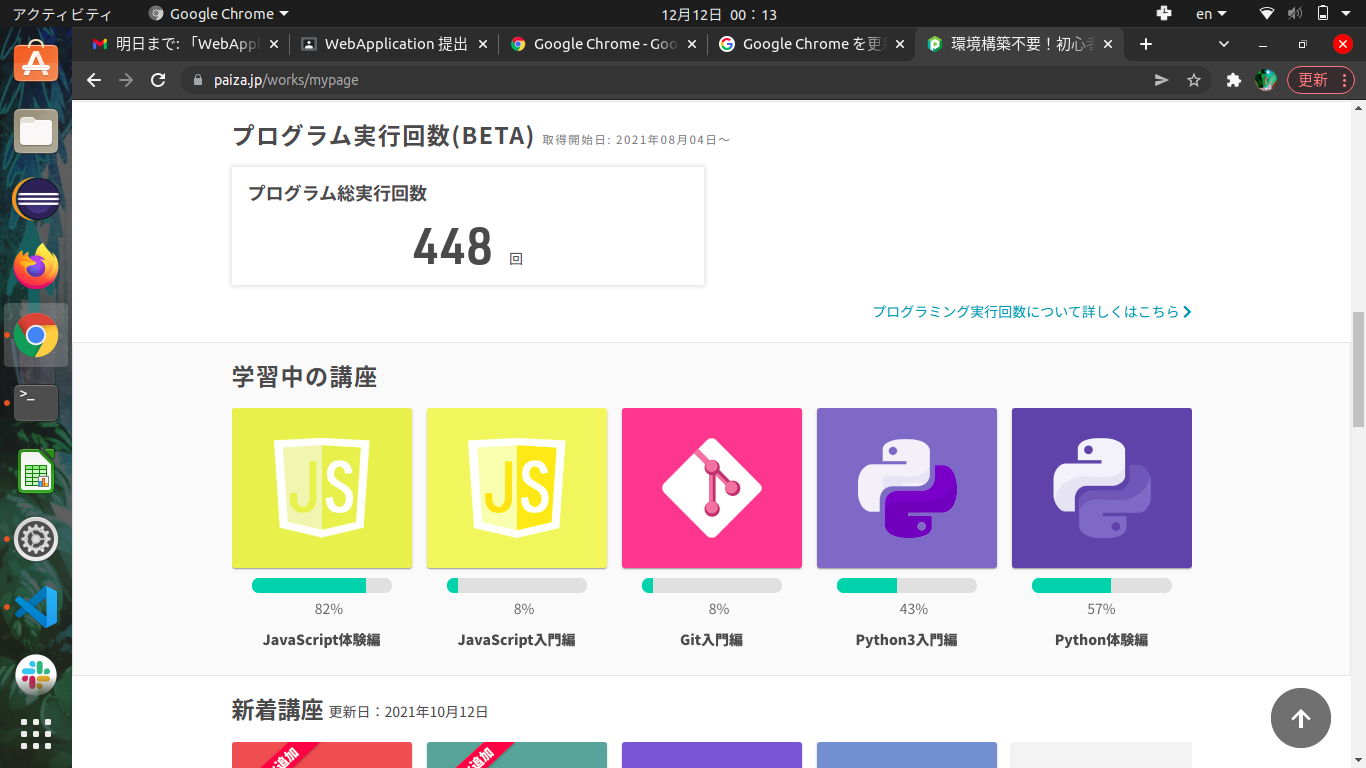 アクティビティ
Google Chrome
12月12日 00：13
en
明日まで:「WebAppl
WebApplication 提出
Google Chrome - Goo
Google Chrome を更新
環境構築不要！初心者
paiza.jp/works/mypage
更新
プログラム実行回数(BETA) 取得開始日: 2021年08月04日〜
プログラム総実行回数
448 回
プログラミング実行回数について詳しくはこちら
学習中の講座
JS
JS
82%
8%
8%
43%
57%
JavaScript体験編
JavaScript入門編
Git入門編
Python3入門編
Python体験編
新着講座 更新日：2021年10月12日
追加
追加